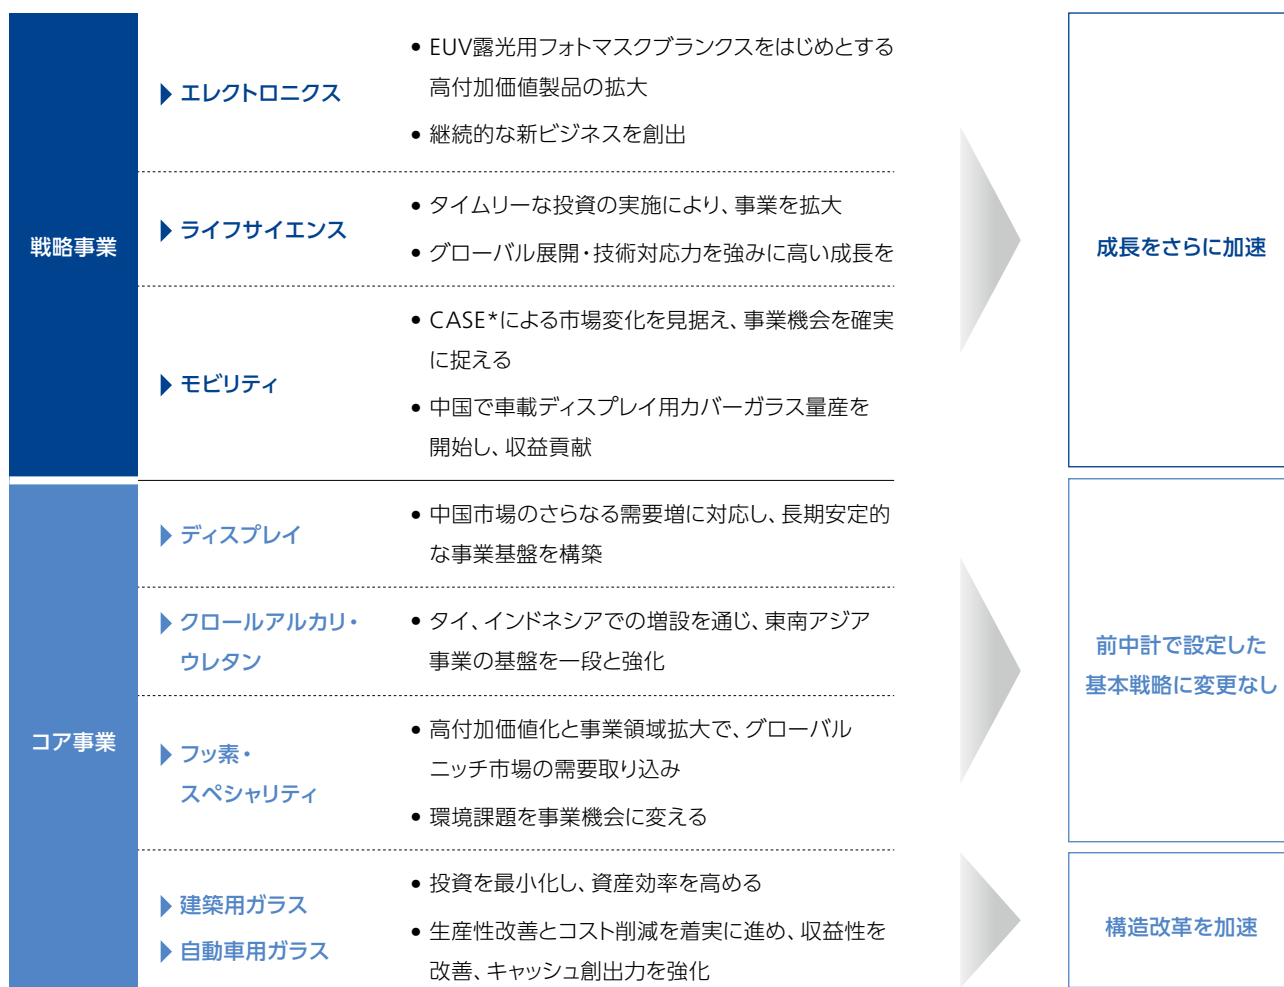 戦略事業
エレクトロニクス
• EUV露光用フォトマスクブランクスをはじめとする
高付加価値製品の拡大
• 継続的な新ビジネスを創出
ライフサイエンス
• タイムリーな投資の実施により、事業を拡大
• グローバル展開・技術対応力を強みに高い成長を
モビリティ
• CASE*による市場変化を見据え、事業機会を確実
に捉える
• 中国で車載ディスプレイ用カバーガラス量産を
開始し、収益貢献
成長をさらに加速
コア事業
ディスプレイ
• 中国市場のさらなる需要増に対応し、長期安定的
な事業基盤を構築
クロールアルカリ・
ウレタン
• タイ、インドネシアでの増設を通じ、東南アジア
事業の基盤を一段と強化
フッ素・
スペシャリティ
• 高付加価値化と事業領域拡大で、グローバル
ニッチ市場の需要取り込み
• 環境課題を事業機会に変える
前中計で設定した
基本戦略に変更なし
建築用ガラス
自動車用ガラス
• 投資を最小化し、資産効率を高める
• 生産性改善とコスト削減を着実に進め、収益性を
改善、キャッシュ創出力を強化
構造改革を加速